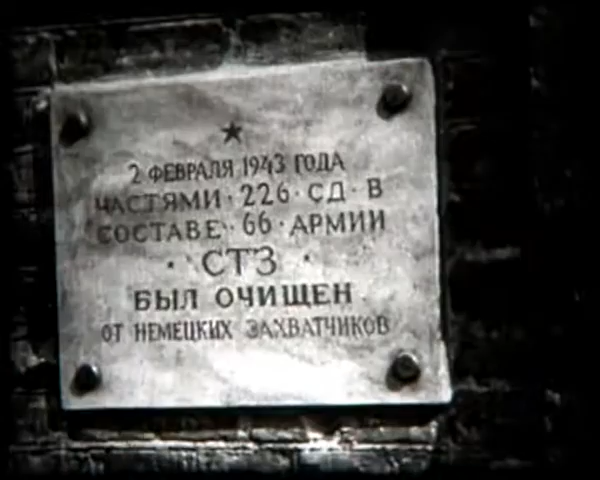 2 ФЕВРАЛЯ 1943 ГОДА
ЧАСТЯМИ · 226 · СД · В
СОСТАВЕ · 66 · АРМИИ
· СТЗ ·
БЫЛ ОЧИЩЕН
ОТ НЕМЕЦКИХ ЗАХВАТЧИКОВ